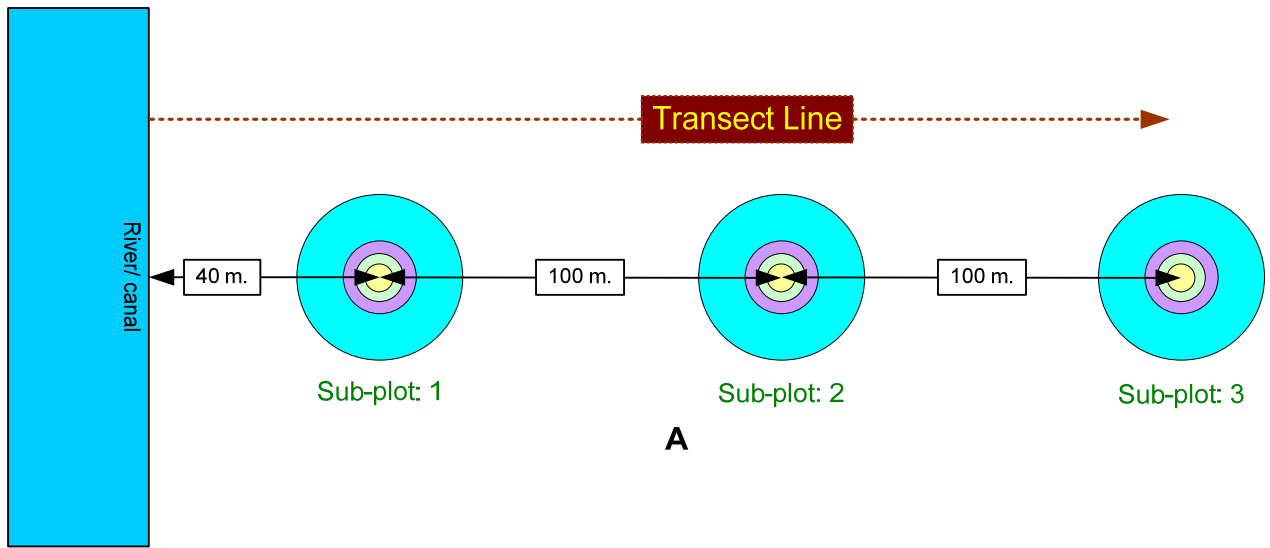 Transect Line
River/ canal
40 m.
100 m.
100 m.
Sub-plot: 1
Sub-plot: 2
Sub-plot: 3
A